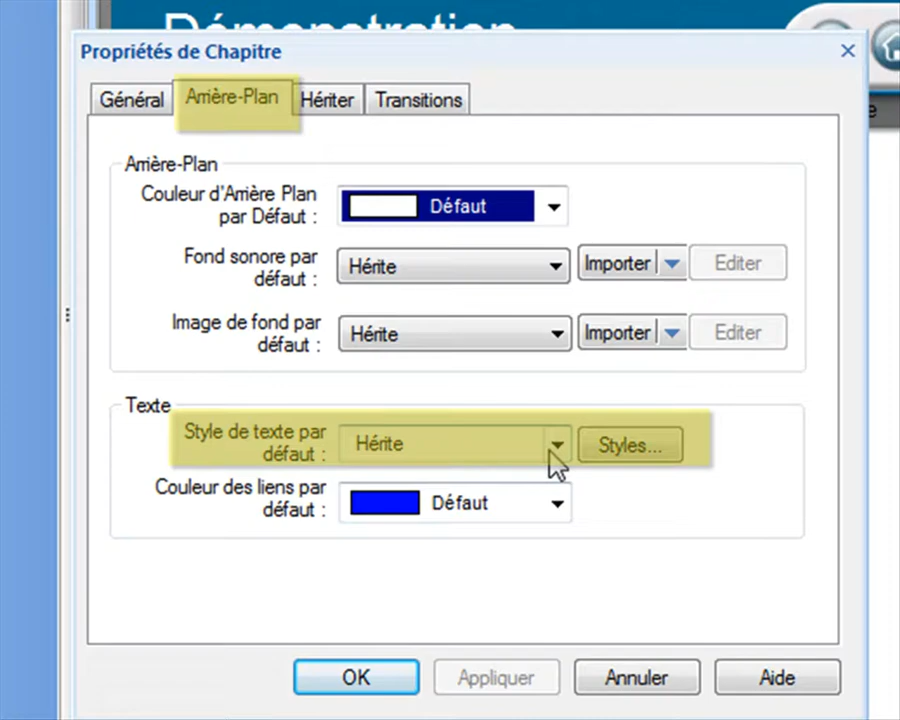 Démonstration
Propriétés de Chapitre
Général Arrière-Plan Hériter Transitions
Arrière-Plan
Couleur d'Arrière Plan
par Défaut : Défaut
Fond sonore par
défaut : Hérite Importer Editer
Image de fond par
défaut : Hérite Importer Editer
Texte
Style de texte par
défaut : Hérite Styles...
Couleur des liens par
défaut : Défaut
OK Appliquer Annuler Aide